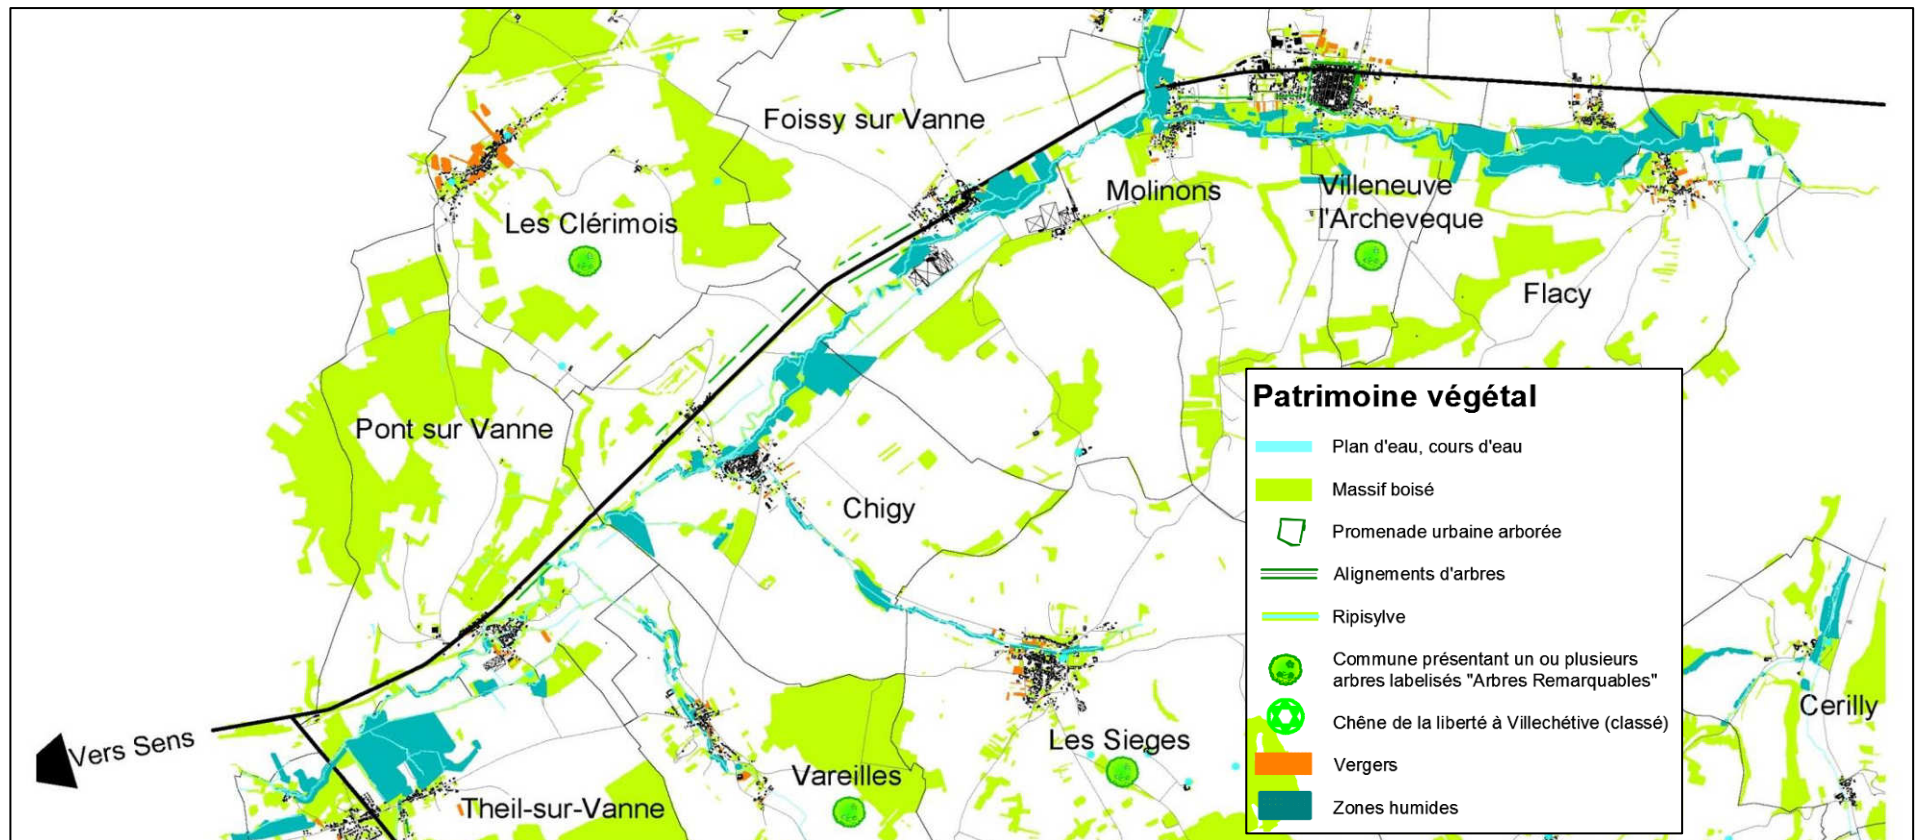 Foissy sur Vanne
Les Clérimois
Molinons
Villeneuve
l'Archeveque
Flacy
Pont sur Vanne
Chigy
Vers Sens
Theil-sur-Vanne
Vareilles
Les Sieges
Cerilly
Patrimoine végétal
Plan d'eau, cours d'eau
Massif boisé
Promenade urbaine arborée
Alignements d'arbres
Ripisylve
Commune présentant un ou plusieurs
arbres labelisés "Arbres Remarquables"
Chêne de la liberté à Villechétive (classé)
Vergers
Zones humides